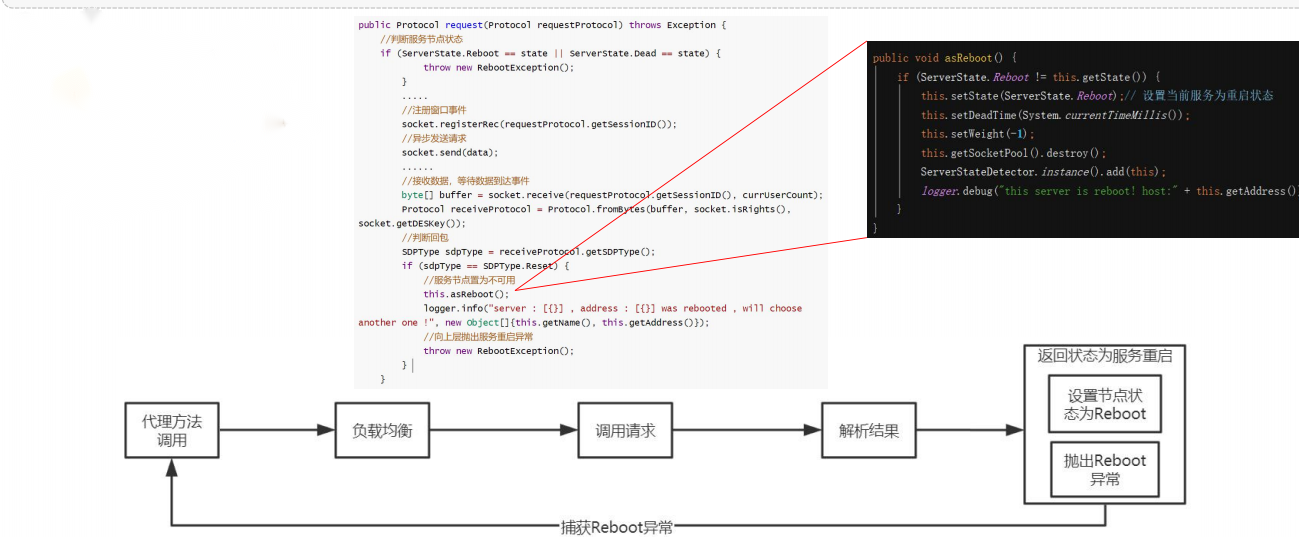 public Protocol request(Protocol requestProtocol) throws Exception {
//判断服务节点状态
if (ServerState.Reboot == state || ServerState.Dead == state) {
throw new RebootException();
}
.....
//注册窗口事件
socket.registerRec(requestProtocol.getSessionID());
//异步发送请求
socket.send(data);
......
//接收数据，等待数据到达事件
byte[] buffer = socket.receive(requestProtocol.getSessionID(), currUserCount);
Protocol receiveProtocol = Protocol.fromBytes(buffer, socket.isRights(),
socket.getDESKey());
//判断回包
SDPType sdpType = receiveProtocol.getSDPType();
if (sdpType == SDPType.Reset) {
//服务节点置为不可用
this.asReboot();
logger.info("server : [{}] , address : [{}] was rebooted , will choose
another one !", new Object[]{this.getName(), this.getAddress()});
//向上层抛出服务重启异常
throw new RebootException();
}
}
public void asReboot() {
if (ServerState.Reboot != this.getState()) {
this.setState(ServerState.Reboot);// 设置当前服务为重启状态
this.setDeadTime(System.currentTimeMillis());
this.setWeight(-1);
this.getSocketPool().destroy();
ServerStateDetector.instance().add(this);
logger.debug("this server is reboot! host:" + this.getAddress()
}
}
代理方法
调用
负载均衡
调用请求
解析结果
返回状态为服务重启
设置节点状
态为Reboot
抛出Reboot
异常
捕获Reboot异常